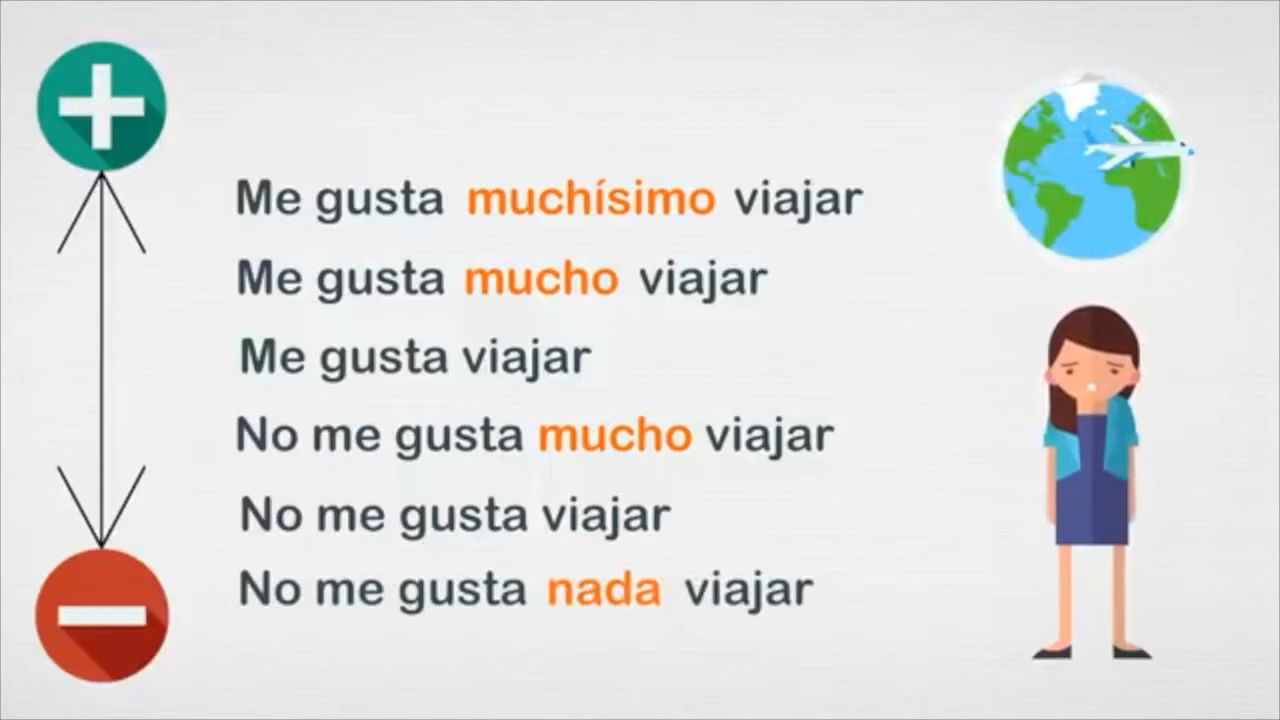 Me gusta muchísimo viajar
Me gusta mucho viajar
Me gusta viajar
No me gusta mucho viajar
No me gusta viajar
No me gusta nada viajar